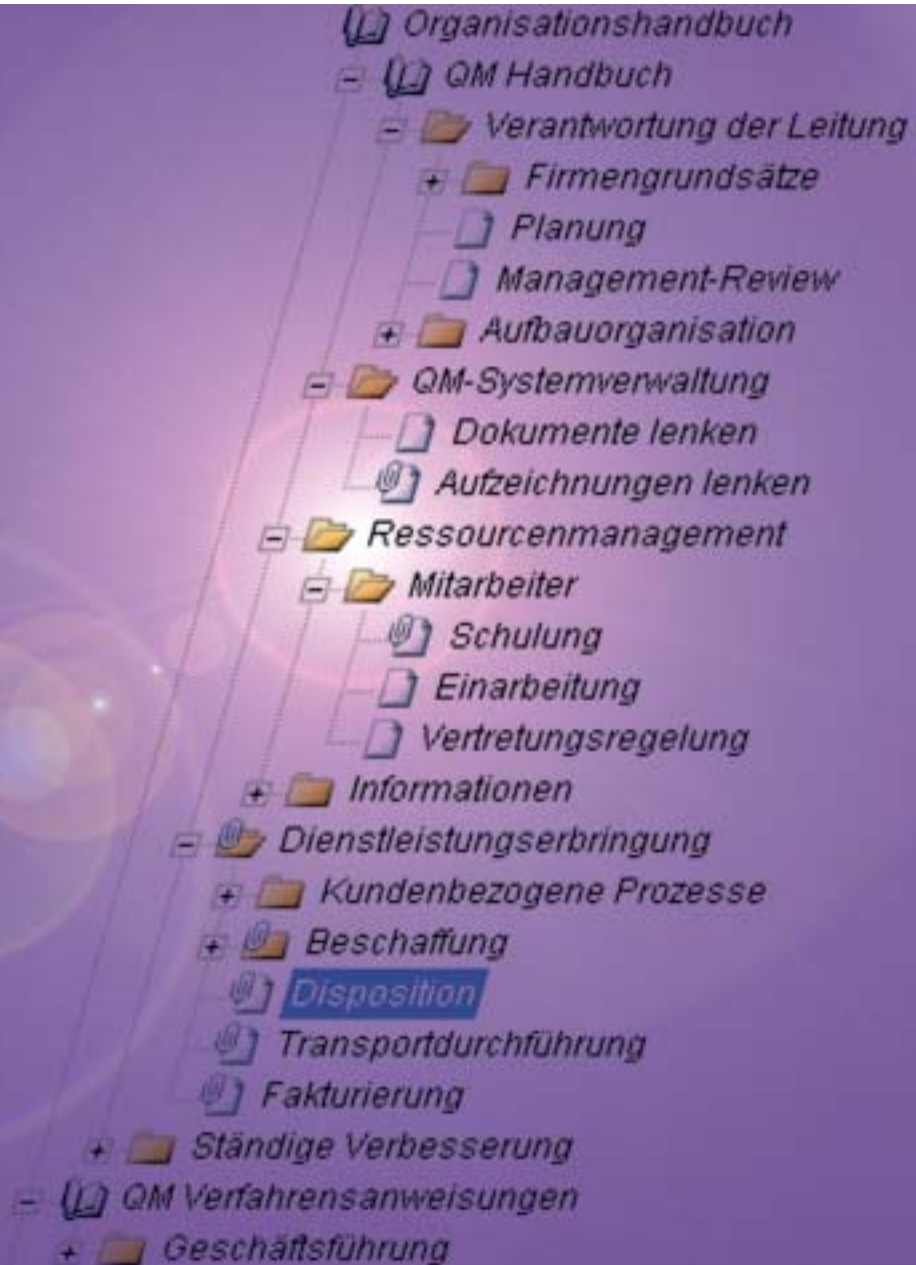 Organisationshandbuch
QM Handbuch
Verantwortung der Leitung
Firmengrundsätze
Planung
Management-Review
Aufbauorganisation
QM-Systemverwaltung
Dokumente lenken
Aufzeichnungen lenken
Ressourcenmanagement
Mitarbeiter
Schulung
Einarbeitung
Vertretungsregelung
Informationen
Dienstleistungserbringung
Kundenbezogene Prozesse
Beschaffung
Disposition
Transportdurchführung
Fakturierung
Ständige Verbesserung
QM Verfahrensanweisungen
Geschäftsführung